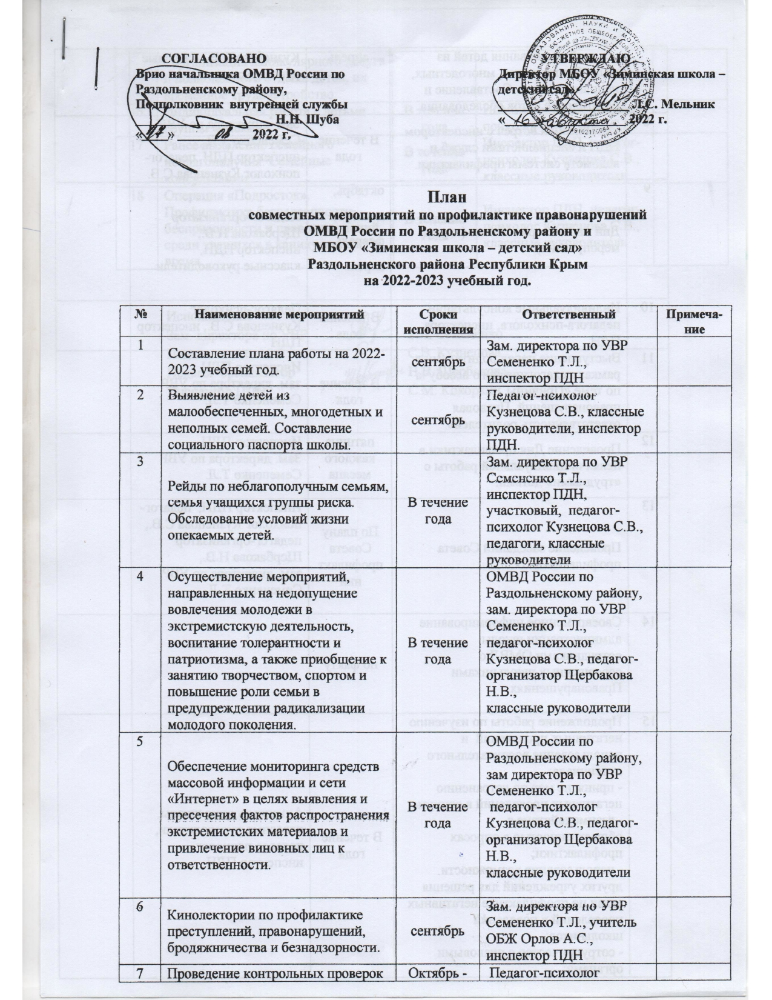 СОГЛАСОВАНО
Врио начальника ОМВД России по
Раздольненскому району,
Подполковник внутренней службы
Н.Н. Шуба
« 17 » 08 2022 г,
УТВЕРЖДАЮ
Директор МБОУ «Зиминская школа –
детский сад»
Л.С. Мельник
« 16 » августа 2022 г.
План
совместных мероприятий по профилактике правонарушений
ОМВД России по Раздольненскому району и
МБОУ «Зиминская школа – детский сад»
Раздольненского района Республики Крым
на 2022-2023 учебный год.
№ Наименование мероприятий Сроки исполнения Ответственный Примеча-ние
1
Составление плана работы на 2022-
2023 учебный год.
сентябрь
Зам. директора по УВР
Семененко Т.Л.,
инспектор ПДН
2
Выявление детей из
малообеспеченных, многодетных и
неполных семей. Составление
социального паспорта школы.
сентябрь
Педагог-психолог
Кузнецова С.В., классные
руководители, инспектор
ПДН.
3
Рейды по неблагополучным семьям,
семья учащихся группы риска.
Обследование условий жизни
опекаемых детей.
В течение
года
Зам. директора по УВР
Семененко Т.Л.,
инспектор ПДН,
участковый, педагог-
психолог Кузнецова С.В.,
педагоги, классные
руководители
4
Осуществление мероприятий,
направленных на недопущение
вовлечения молодежи в
экстремистскую деятельность,
воспитание толерантности и
патриотизма, а также приобщение к
занятию творчеством, спортом и
повышение роли семьи в
предупреждении радикализации
молодого поколения.
В течение
года
ОМВД России по
Раздольненскому району,
зам. директора по УВР
Семененко Т.Л.,
педагог-психолог
Кузнецова С.В., педагог-
организатор Щербакова
Н.В.,
классные руководители
5
Обеспечение мониторинга средств
массовой информации и сети
«Интернет» в целях выявления и
пресечения фактов распространения
экстремистских материалов и
привлечение виновных лиц к
ответственности.
В течение
года
ОМВД России по
Раздольненскому району,
зам директора по УВР
Семененко Т.Л.,
педагог-психолог
Кузнецова С.В., педагог-
организатор Щербакова
Н.В.,
классные руководители
6
Кинолектории по профилактике
преступлений, правонарушений,
бродяжничества и безнадзорности.
сентябрь
Зам. директора по УВР
Семененко Т.Л., учитель
ОБЖ Орлов А.С.,
инспектор ПДН
7
Проведение контрольных проверок
Октябрь -
Педагог-психолог